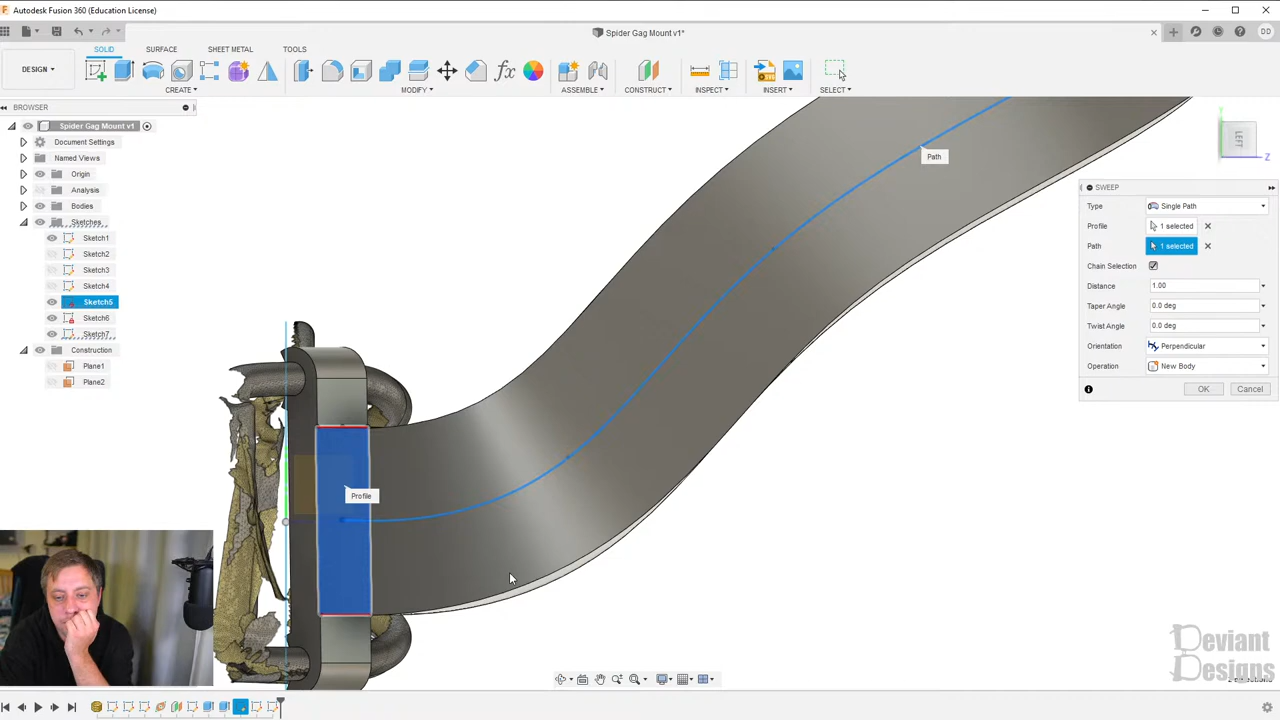 Autodesk Fusion 360 (Education License)
Spider Gag Mount v1*
DD
SOLID SURFACE SHEET METAL TOOLS
DESIGN
CREATE MODIFY ASSEMBLE CONSTRUCT INSPECT INSERT SELECT
BROWSER
Spider Gag Mount v1
Document Settings
Named Views
Origin
Analysis
Bodies
Sketches
Sketch1
Sketch2
Sketch3
Sketch4
Sketch5
Sketch6
Sketch7
Construction
Plane1
Plane2
LEFT
Z
Path
Profile
SWEEP
Type Single Path
Profile 1 selected
Path 1 selected
Chain Selection
Distance 1.00
Taper Angle 0.0 deg
Twist Angle 0.0 deg
Orientation Perpendicular
Operation New Body
OK Cancel
Deviant
Designs